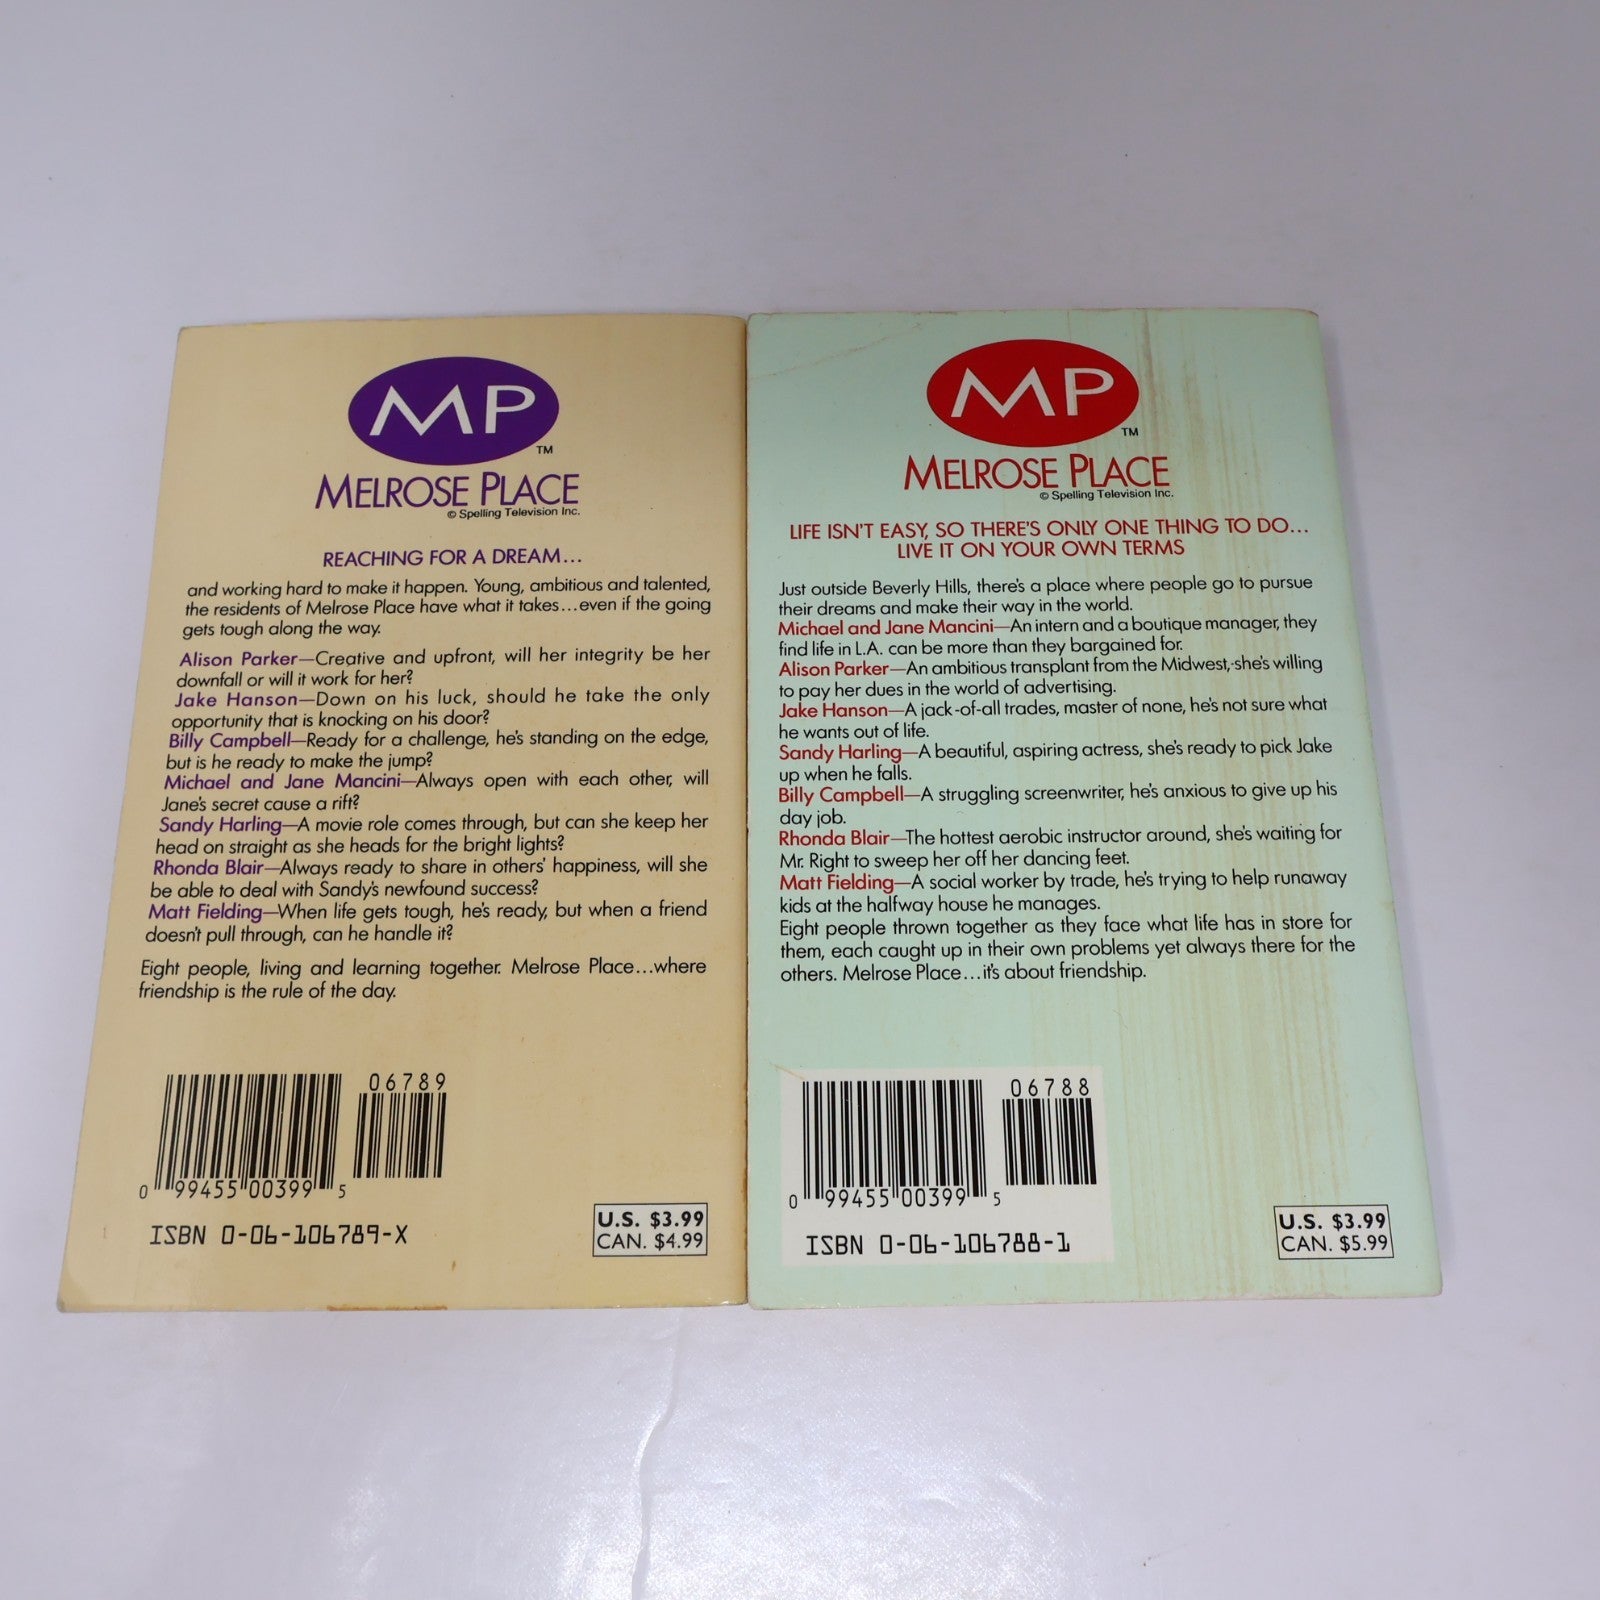 MP
TM
MELROSE PLACE
© Spelling Television Inc.
REACHING FOR A DREAM...
and working hard to make it happen. Young, ambitious and talented,
the residents of Melrose Place have what it takes...even if the going
gets tough along the way.
Alison Parker—Creative and upfront, will her integrity be her
downfall or will it work for her?
Jake Hanson—Down on his luck, should he take the only
opportunity that is knocking on his door?
Billy Campbell—Ready for a challenge, he's standing on the edge,
but is he ready to make the jump?
Michael and Jane Mancini—Always open with each other, will
Jane's secret cause a rift?
Sandy Harling—A movie role comes through, but can she keep her
head on straight as she heads for the bright lights?
Rhonda Blair—Always ready to share in others' happiness, will she
be able to deal with Sandy's newfound success?
Matt Fielding—When life gets tough, he's ready, but when a friend
doesn't pull through, can he handle it?
Eight people, living and learning together. Melrose Place...where
friendship is the rule of the day.
06789
0 99455 00399 5
ISBN 0-06-106789-X
U.S. $3.99
CAN. $4.99
MP
TM
MELROSE PLACE
© Spelling Television Inc.
LIFE ISN'T EASY, SO THERE'S ONLY ONE THING TO DO...
LIVE IT ON YOUR OWN TERMS
Just outside Beverly Hills, there's a place where people go to pursue
their dreams and make their way in the world.
Michael and Jane Mancini—An intern and a boutique manager, they
find life in L.A. can be more than they bargained for.
Alison Parker—An ambitious transplant from the Midwest, she's willing
to pay her dues in the world of advertising.
Jake Hanson—A jack-of-all trades, master of none, he's not sure what
he wants out of life.
Sandy Harling—A beautiful, aspiring actress, she's ready to pick Jake
up when he falls.
Billy Campbell—A struggling screenwriter, he's anxious to give up his
day job.
Rhonda Blair—The hottest aerobic instructor around, she's waiting for
Mr. Right to sweep her off her dancing feet.
Matt Fielding—A social worker by trade, he's trying to help runaway
kids at the halfway house he manages.
Eight people thrown together as they face what life has in store for
them, each caught up in their own problems yet always there for the
others. Melrose Place...it's about friendship.
06788
0 99455 00399 5
ISBN 0-06-106788-1
U.S. $3.99
CAN. $5.99